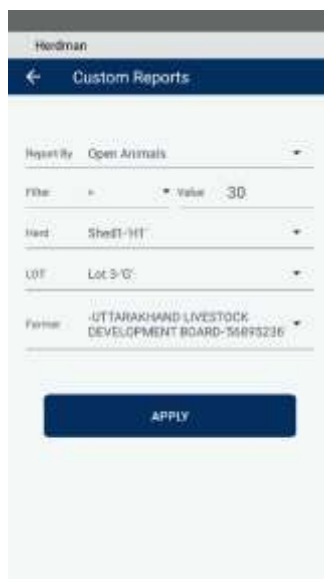 Herdman
Custom Reports
Report By Open Animals
Filter = Value 30
Herd Shed1-'H1'
LOT Lot 3-'G'
Farmer -UTTARAKHAND LIVESTOCK
DEVELOPMENT BOARD-'56895236
APPLY